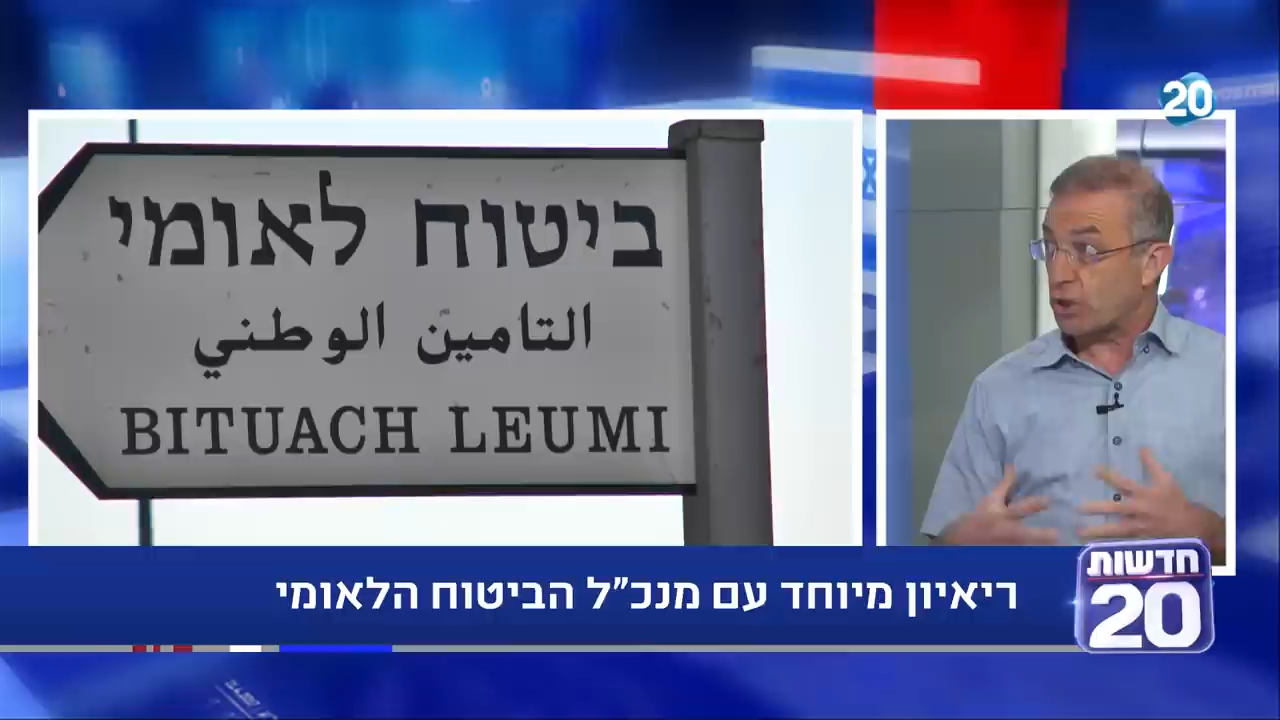 20
ביטוח לאומי
التامين الوطني
BITUACH LEUMI
ריאיון מיוחד עם מנכ"ל הביטוח הלאומי
חדשות
20